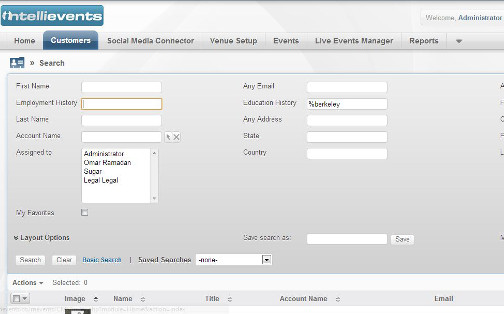 intellievents
Welcome, Administrator
Home Customers Social Media Connector Venue Setup Events Live Events Manager Reports
» Search
First Name Any Email
Employment History Education History %berkeley
Last Name Any Address
Account Name State
Assigned to Administrator Country
Omar Ramadan
Sugar
Legal Legal
My Favorites
Layout Options Save search as: Save
Search Clear Basic Search | Saved Searches -none-
Actions Selected: 0
Image Name Title Account Name Email